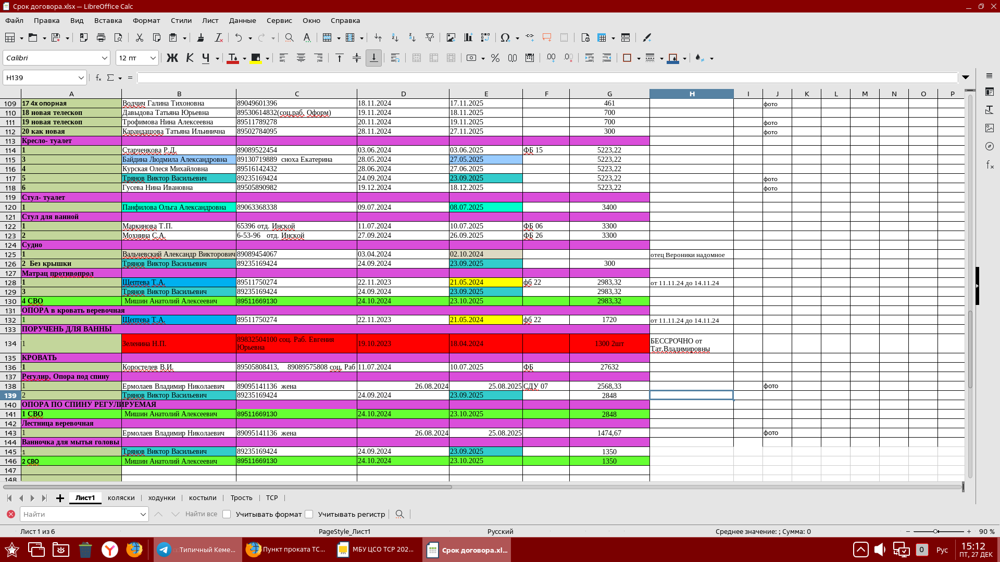 Срок договора.xlsx — LibreOffice Calc
Файл Правка Вид Вставка Формат Стили Лист Данные Сервис Окно Справка
Calibri 12 пт Ж К Ч
H139
A B C D E F G H I J K L M N O P
109 17 4х опорная Водчич Галина Тихоновна 89049601396 18.11.2024 17.11.2025 461 фото
110 18 новая телескоп Давыдова Татьяна Юрьевна 89530614832(соц,раб, Оформ) 19.11.2024 18.11.2025 700
111 19 новая телескоп Трофимова Нина Алексеевна 89511789278 20.11.2024 19.11.2025 700 фото
112 20 как новая Карандашова Татьяна Ильинична 89502784095 28.11.2024 27.11.2025 300 фото
113 Кресло- туалет
114 1 Старченкова Р.Д. 89089522454 03.06.2024 03.06.2025 ФБ 15 5223,22
115 3 Байдина Людмила Александровна 89130719889 сноха Екатерина 28.05.2024 27.05.2025 5223,22
116 4 Курская Олеся Михайловна 89516142432 28.06.2024 27.06.2025 5223,22
117 5 Трянов Виктор Васильевич 89235169424 24.09.2024 23.09.2025 5223,22 фото
118 6 Гусева Нина Ивановна 89505890982 19.12.2024 18.12.2025 5223,22 фото
119 Стул- туалет
120 1 Панфилова Ольга Александровна 89063368338 09.07.2024 08.07.2025 3400
121 Стул для ванной
122 1 Маркинова Т.П. 65396 отд. Инской 11.07.2024 10.07.2025 ФБ 06 3300
123 2 Мохнина С.А. 6-53-96 отд. Инской 27.09.2024 26.09.2025 ФБ 26 3300
124 Судно
125 1 Вальчевский Александр Викторович 89089454067 03.04.2024 02.10.2024 отец Вероники надомное
126 2 Без крышки Трянов Виктор Васильевич 89235169424 24.09.2024 23.09.2025 300
127 Матрац противопрол
128 1 Щептева Т.А. 89511750274 22.11.2023 21.05.2024 фб 22 2983,32 от 11.11.24 до 14.11.24
129 3 Трянов Виктор Васильевич 89235169424 24.09.2024 23.09.2025 2983,32
130 4 СВО Мишин Анатолий Алексеевич 89511669130 24.10.2024 23.10.2025 2983,32
131 ОПОРА в кровать веревочная
132 1 Щептева Т.А. 89511750274 22.11.2023 21.05.2024 фб 22 1720 от 11.11.24 до 14.11.24
133 ПОРУЧЕНЬ ДЛЯ ВАННЫ
134 1 Зеленина Н.П. 89832504100 соц. Раб. Евгения Юрьевна 19.10.2023 18.04.2024 1300 2шт БЕССРОЧНО от Тат.Владимировны
135 КРОВАТЬ
136 1 Коростелев В.И. 89505808413, 89089575808 соц. Раб 11.07.2024 10.07.2025 ФБ 27632
137 Регулир, Опора под спину
138 1 Ермолаев Владимир Николаевич 89095141136 жена 26.08.2024 25.08.2025 СДУ 07 2568,33 фото
139 2 Трянов Виктор Васильевич 89235169424 24.09.2024 23.09.2025 2848
140 ОПОРА ПО СПИНУ РЕГУЛИРУЕМАЯ
141 1 СВО Мишин Анатолий Алексеевич 89511669130 24.10.2024 23.10.2025 2848
142 Лестница веревочная
143 1 Ермолаев Владимир Николаевич 89095141136 жена 26.08.2024 25.08.2025 1474,67 фото
144 Ванночка для мытья головы
145 1 Трянов Виктор Васильевич 89235169424 24.09.2024 23.09.2025 1350
146 2 СВО Мишин Анатолий Алексеевич 89511669130 24.10.2024 23.10.2025 1350
147
148
Лист1 коляски ходунки костыли Трость ТСР
Найти Найти все Учитывать формат Учитывать регистр
Лист 1 из 6 PageStyle_Лист1 Русский Среднее значение: ; Сумма: 0 90 %
Типичный Кеме... Пункт проката ТС... МБУ ЦСО ТСР 202... Срок договора.xl... 0 Рус 15:12
ПТ, 27 ДЕК